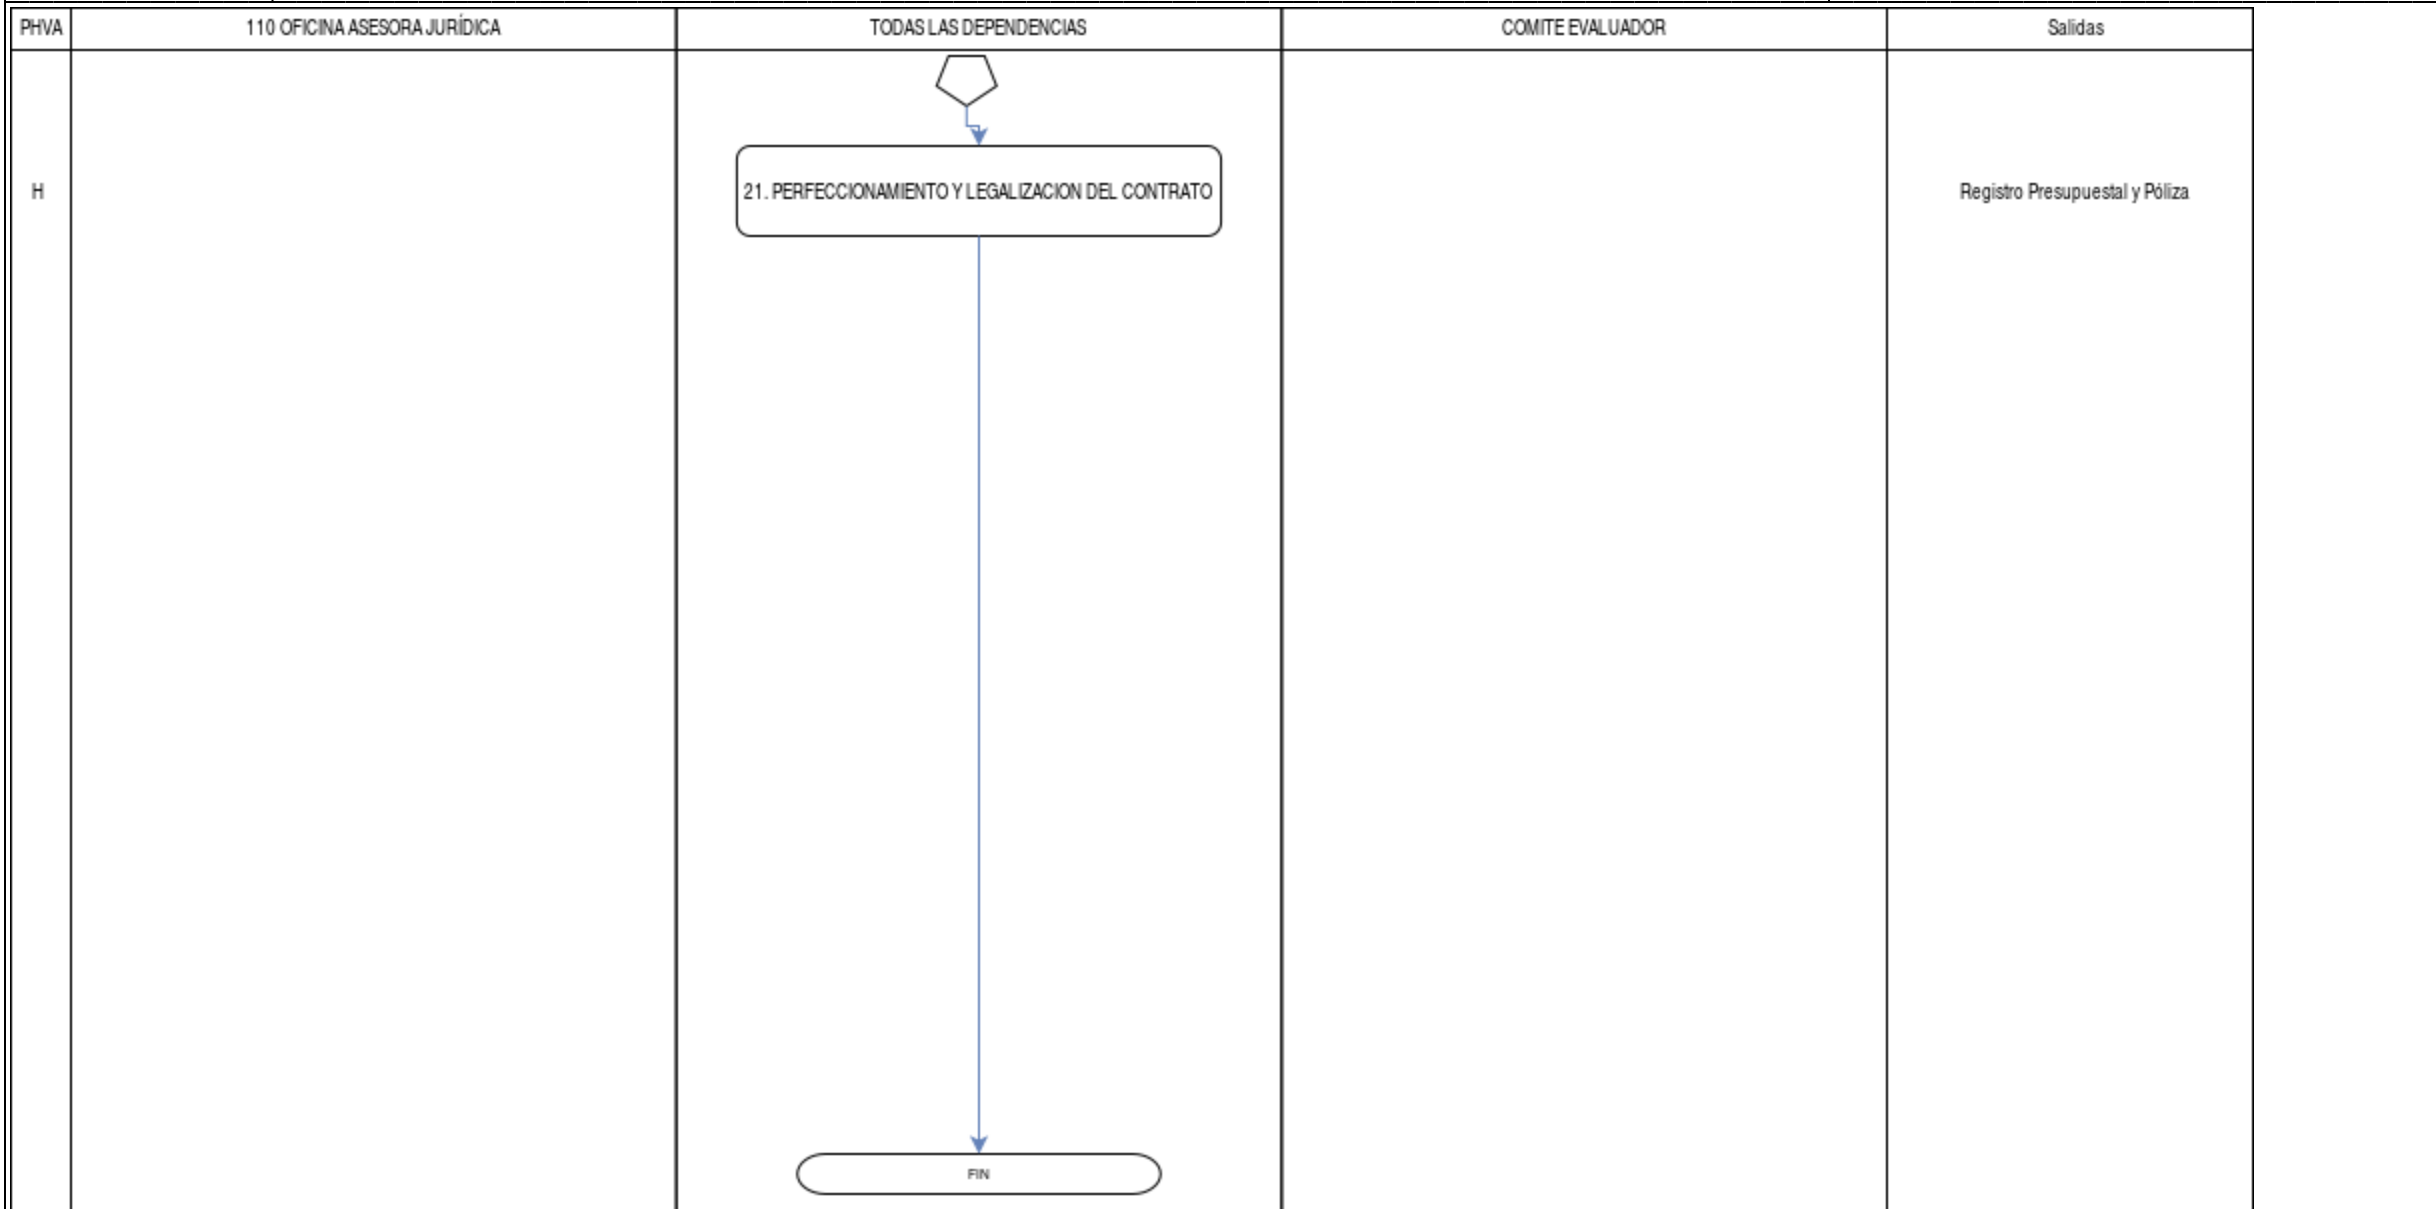 PHVA
110 OFICINA ASESORA JURÍDICA
TODAS LAS DEPENDENCIAS
COMITE EVALUADOR
Salidas
H
21. PERFECCIONAMIENTO Y LEGALIZACION DEL CONTRATO
Registro Presupuestal y Póliza
FIN